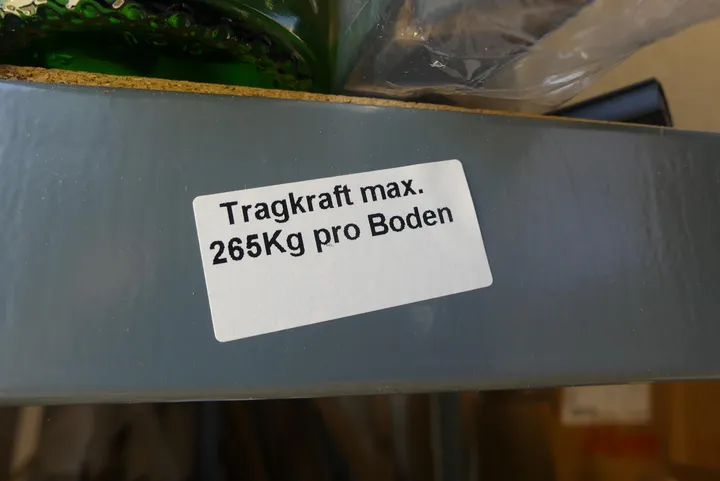 Tragkraft max.
265Kg pro Boden